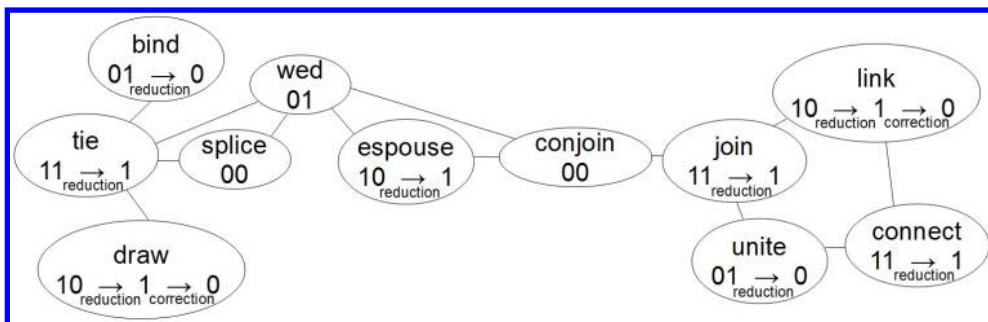 bind
01 → 0
reduction
wed
01
link
10 → 1 → 0
reduction correction
tie
11 → 1
reduction
splice
00
espouse
10 → 1
reduction
conjoin
00
join
11 → 1
reduction
draw
10 → 1 → 0
reduction correction
unite
01 → 0
reduction
connect
11 → 1
reduction